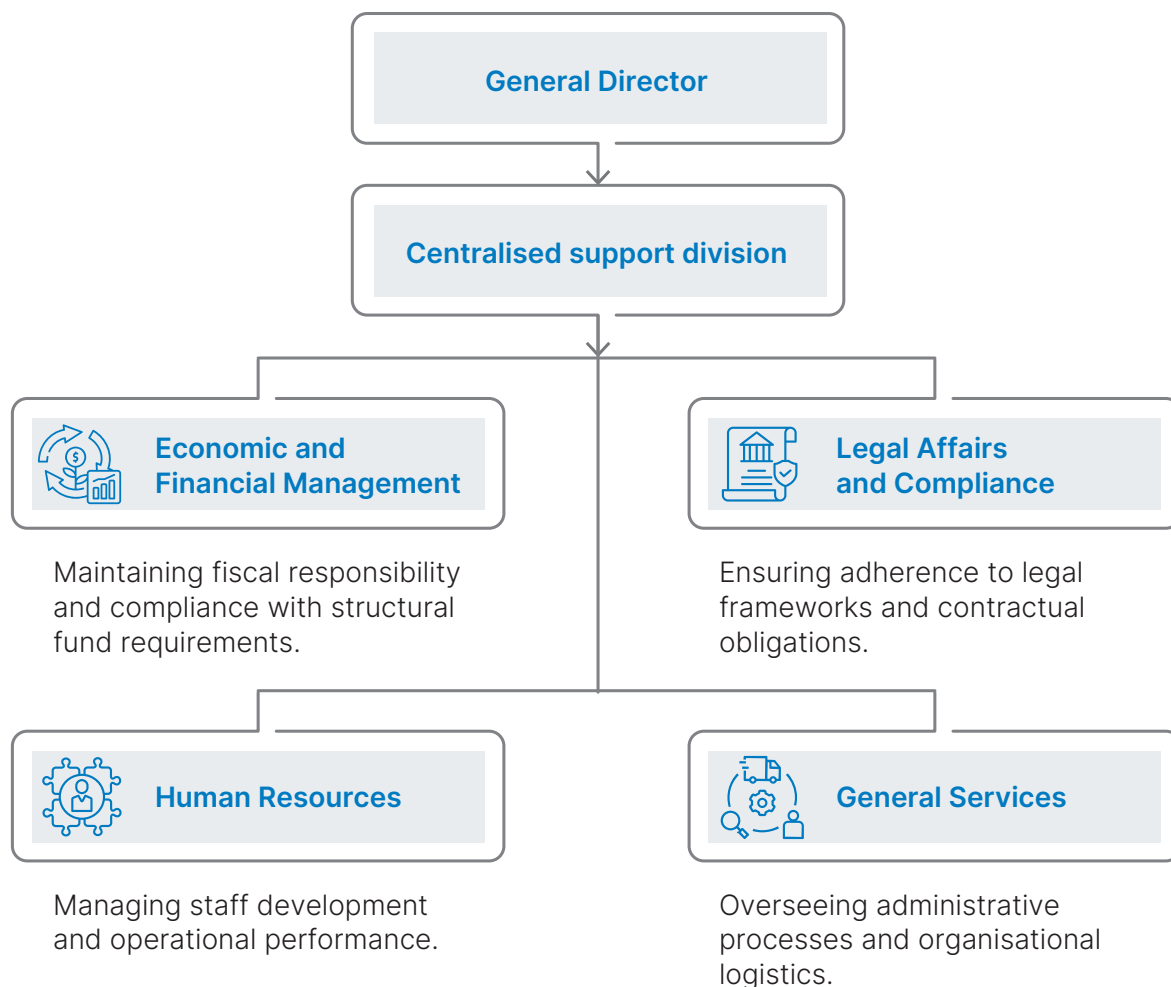 General Director
Centralised support division
Economic and
Financial Management
Maintaining fiscal responsibility
and compliance with structural
fund requirements.
Legal Affairs
and Compliance
Ensuring adherence to legal
frameworks and contractual
obligations.
Human Resources
Managing staff development
and operational performance.
General Services
Overseeing administrative
processes and organisational
logistics.